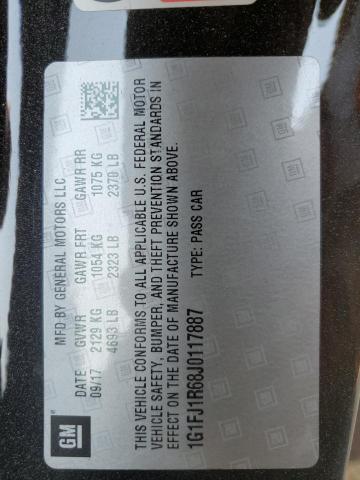 GM
MFD BY GENERAL MOTORS LLC
DATE GVWR GAWR FRT GAWR RR
09/17 2129 KG 1054 KG 1075 KG
4693 LB 2323 LB 2370 LB
THIS VEHICLE CONFORMS TO ALL APPLICABLE U.S. FEDERAL MOTOR
VEHICLE SAFETY, BUMPER, AND THEFT PREVENTION STANDARDS IN
EFFECT ON THE DATE OF MANUFACTURE SHOWN ABOVE.
1G1FJ1R68J0117887 TYPE: PASS CAR